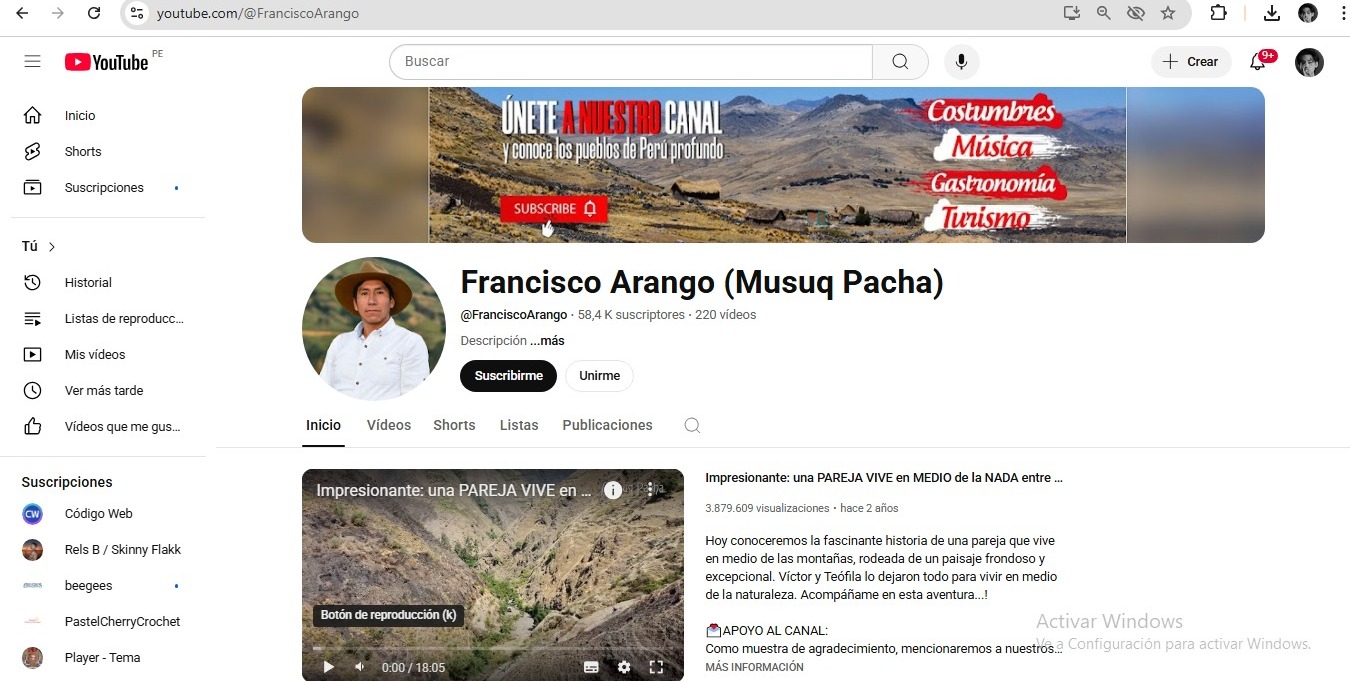 youtube.com/@FranciscoArango
YouTube PE
Buscar
Crear
9+
Inicio
Shorts
Suscripciones
Tú
Historial
Listas de reproducc...
Mis vídeos
Ver más tarde
Vídeos que me gus...
Suscripciones
CW
Código Web
Rels B / Skinny Flakk
beegees
PastelCherryCrochet
Player - Tema
ÚNETE A NUESTRO CANAL
y conoce los pueblos de Perú profundo
SUBSCRIBE
Costumbres
Música
Gastronomía
Turismo
Francisco Arango (Musuq Pacha)
@FranciscoArango · 58,4 K suscriptores · 220 vídeos
Descripción ...más
Suscribirme
Unirme
Inicio Vídeos Shorts Listas Publicaciones
Impresionante: una PAREJA VIVE en ...
Botón de reproducción (k)
0:00 / 18:05
Impresionante: una PAREJA VIVE en MEDIO de la NADA entre ...
3.879.609 visualizaciones · hace 2 años
Hoy conoceremos la fascinante historia de una pareja que vive
en medio de las montañas, rodeada de un paisaje frondoso y
excepcional. Víctor y Teófila lo dejaron todo para vivir en medio
de la naturaleza. Acompáñame en esta aventura...!
APOYO AL CANAL:
Como muestra de agradecimiento, mencionaremos a nuestros...
MÁS INFORMACIÓN
Activar Windows
Ve a Configuración para activar Windows.